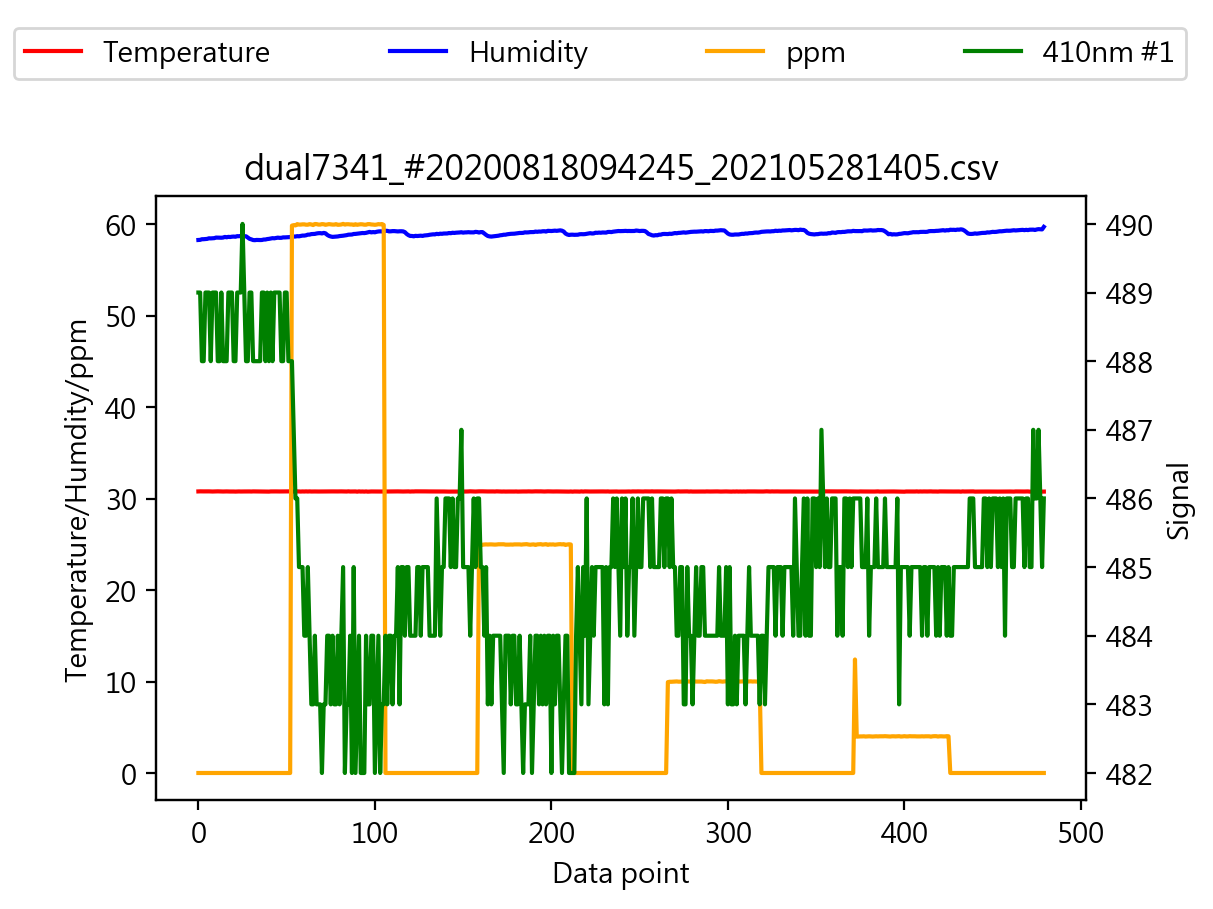 Temperature Humidity ppm 410nm #1
dual7341_#20200818094245_202105281405.csv
Temperature/Humdity/ppm
60
50
40
30
20
10
0
490
489
488
487
486
485
484
483
482
Signal
0 100 200 300 400 500
Data point